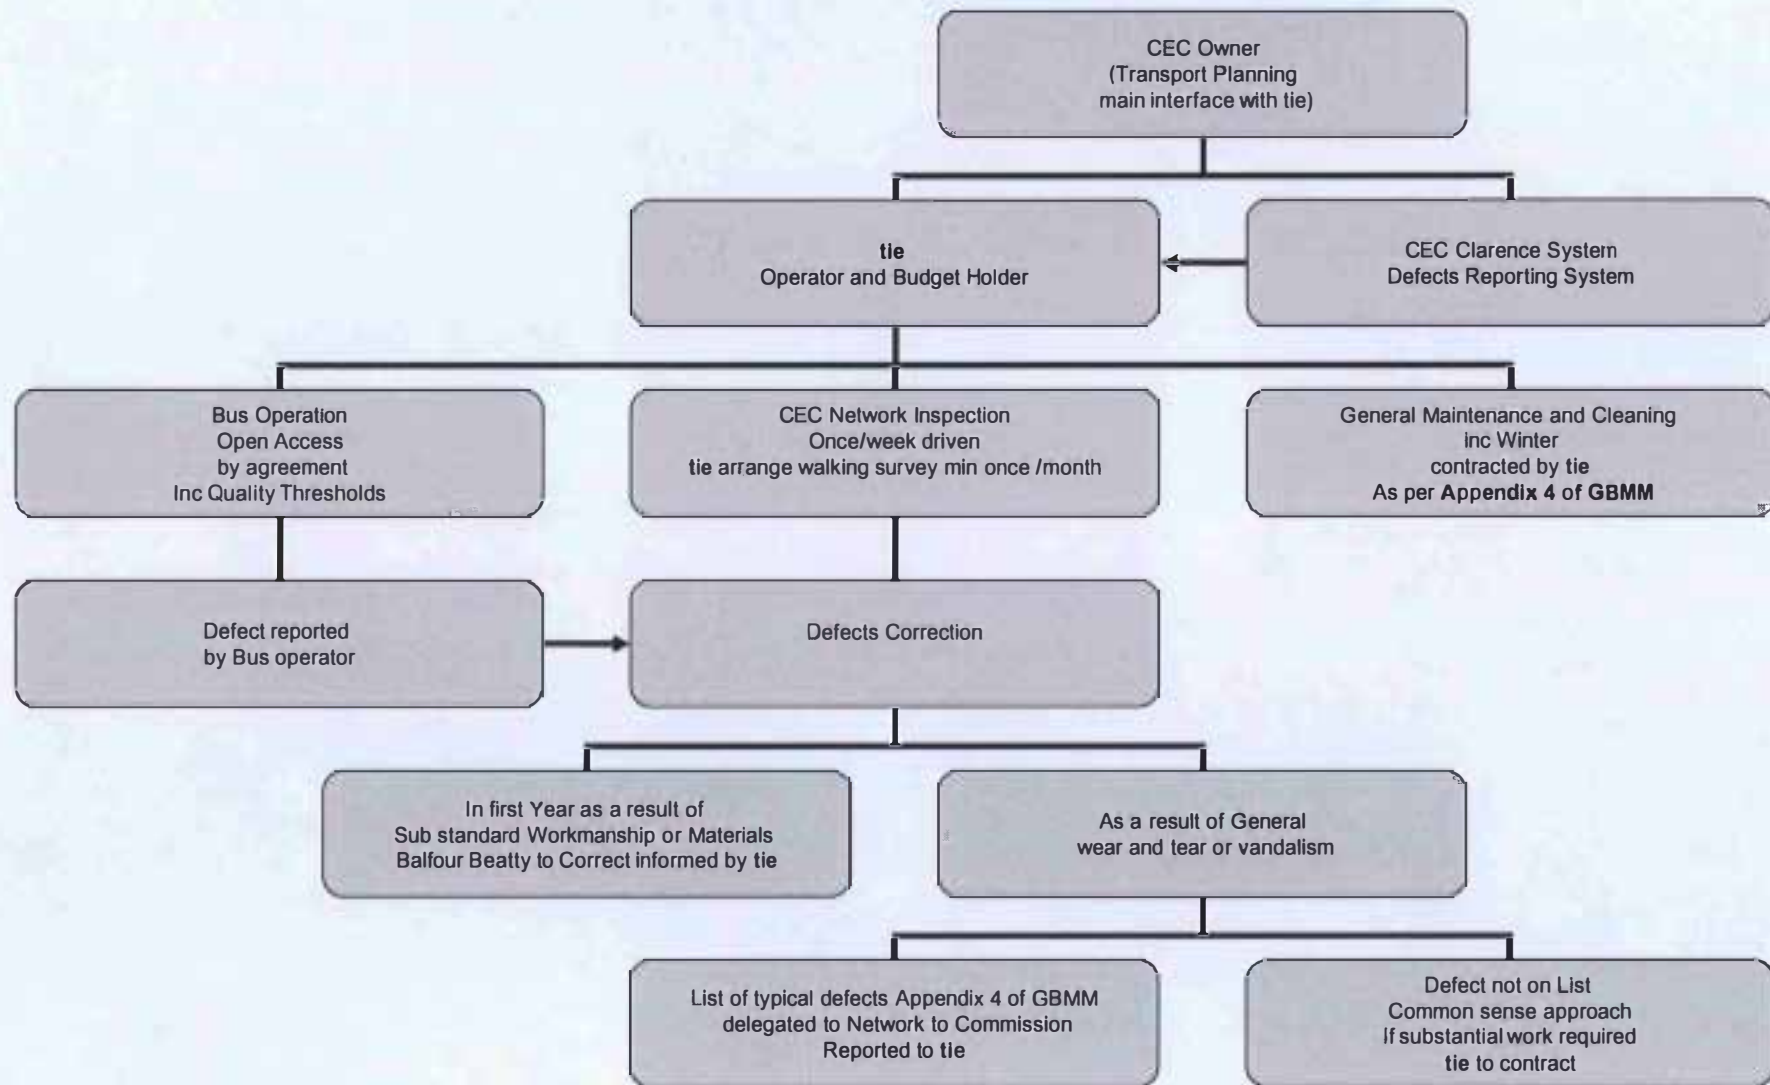 CEC Owner
(Transport Planning
main interface with tie)
tie
Operator and Budget Holder
CEC Clarence System
Defects Reporting System
Bus Operation
Open Access
by agreement
Inc Quality Thresholds
CEC Network Inspection
Once/week driven
tie arrange walking survey min once /month
General Maintenance and Cleaning
inc Winter
contracted by tie
As per Appendix 4 of GBMM
Defect reported
by Bus operator
Defects Correction
In first Year as a result of
Sub standard Workmanship or Materials
Balfour Beatty to Correct informed by tie
As a result of General
wear and tear or vandalism
List of typical defects Appendix 4 of GBMM
delegated to Network to Commission
Reported to tie
Defect not on List
Common sense approach
If substantial work required
tie to contract